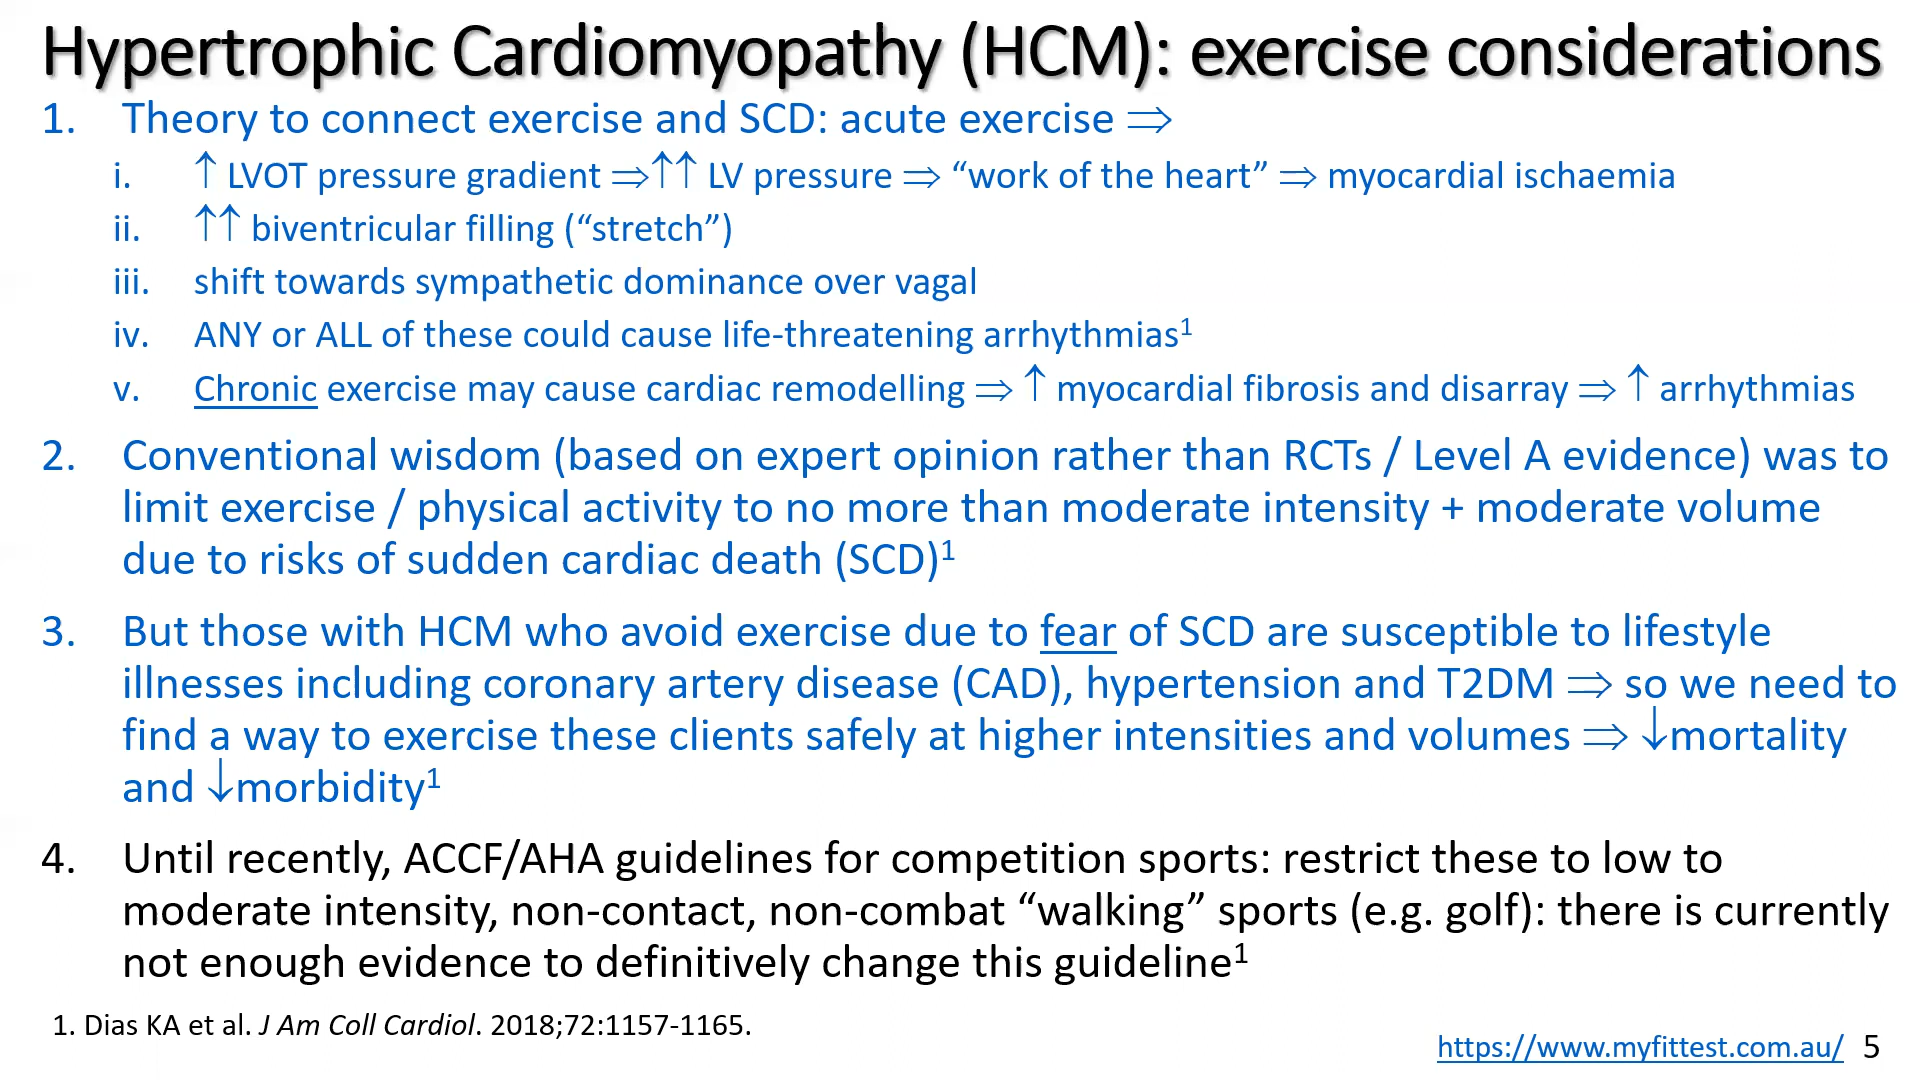 Hypertrophic Cardiomyopathy (HCM): exercise considerations
1. Theory to connect exercise and SCD: acute exercise ⇒
i. ↑ LVOT pressure gradient ⇒↑↑ LV pressure ⇒ “work of the heart” ⇒ myocardial ischaemia
ii. ↑↑ biventricular filling (“stretch”)
iii. shift towards sympathetic dominance over vagal
iv. ANY or ALL of these could cause life-threatening arrhythmias¹
v. Chronic exercise may cause cardiac remodelling ⇒ ↑ myocardial fibrosis and disarray ⇒ ↑ arrhythmias
2. Conventional wisdom (based on expert opinion rather than RCTs / Level A evidence) was to
limit exercise / physical activity to no more than moderate intensity + moderate volume
due to risks of sudden cardiac death (SCD)¹
3. But those with HCM who avoid exercise due to fear of SCD are susceptible to lifestyle
illnesses including coronary artery disease (CAD), hypertension and T2DM ⇒ so we need to
find a way to exercise these clients safely at higher intensities and volumes ⇒ ↓mortality
and ↓morbidity¹
4. Until recently, ACCF/AHA guidelines for competition sports: restrict these to low to
moderate intensity, non-contact, non-combat “walking” sports (e.g. golf): there is currently
not enough evidence to definitively change this guideline¹
1. Dias KA et al. J Am Coll Cardiol. 2018;72:1157-1165.
https://www.myfittest.com.au/ 5